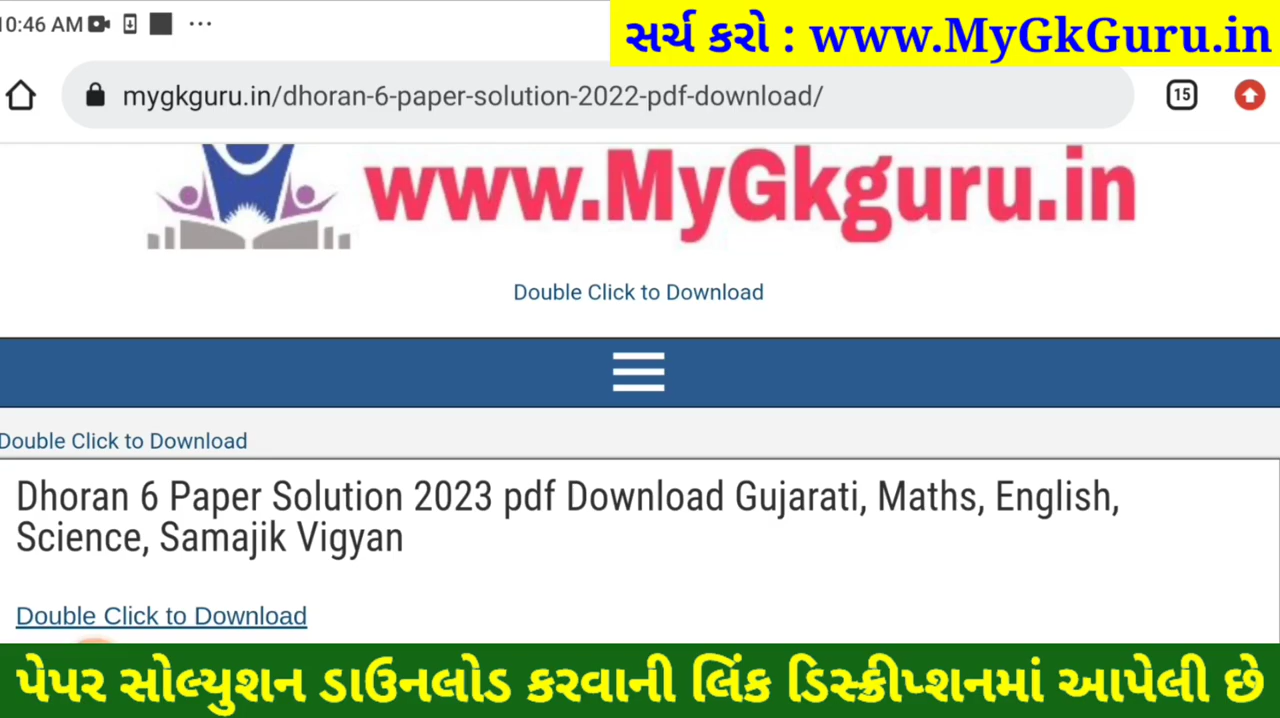 10:46 AM
સર્ચ કરો : www.MyGkGuru.in
mygkguru.in/dhoran-6-paper-solution-2022-pdf-download/
15
www.MyGkguru.in
Double Click to Download
Double Click to Download
Dhoran 6 Paper Solution 2023 pdf Download Gujarati, Maths, English,
Science, Samajik Vigyan
Double Click to Download
પેપર સોલ્યુશન ડાઉનલોડ કરવાની લિંક ડિસ્ક્રીપ્શનમાં આપેલી છે